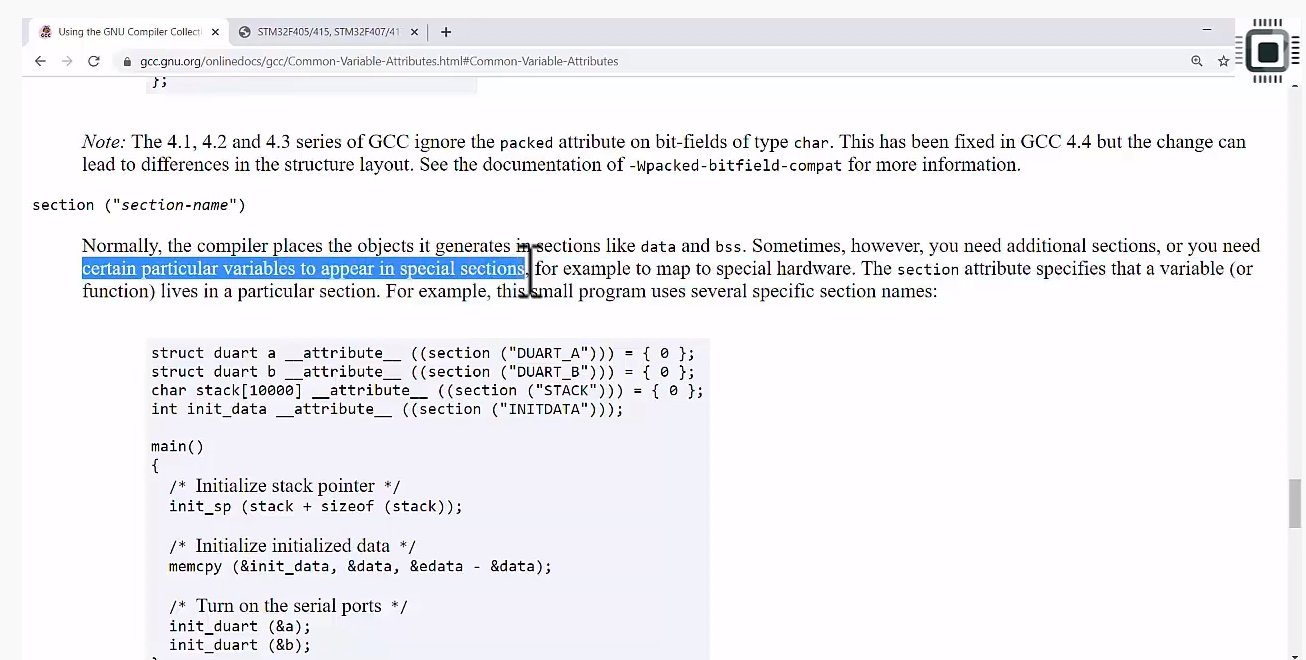 Using the GNU Compiler Collecti
STM32F405/415, STM32F407/41
gcc.gnu.org/onlinedocs/gcc/Common-Variable-Attributes.html#Common-Variable-Attributes
};
Note: The 4.1, 4.2 and 4.3 series of GCC ignore the packed attribute on bit-fields of type char. This has been fixed in GCC 4.4 but the change can
lead to differences in the structure layout. See the documentation of -Wpacked-bitfield-compat for more information.
section ("section-name")
Normally, the compiler places the objects it generates in sections like data and bss. Sometimes, however, you need additional sections, or you need
certain particular variables to appear in special sections, for example to map to special hardware. The section attribute specifies that a variable (or
function) lives in a particular section. For example, this small program uses several specific section names:
struct duart a __attribute__ ((section ("DUART_A"))) = { 0 };
struct duart b __attribute__ ((section ("DUART_B"))) = { 0 };
char stack[10000] __attribute__ ((section ("STACK"))) = { 0 };
int init_data __attribute__ ((section ("INITDATA")));
main()
{
/* Initialize stack pointer */
init_sp (stack + sizeof (stack));
/* Initialize initialized data */
memcpy (&init_data, &data, &edata - &data);
/* Turn on the serial ports */
init_duart (&a);
init_duart (&b);